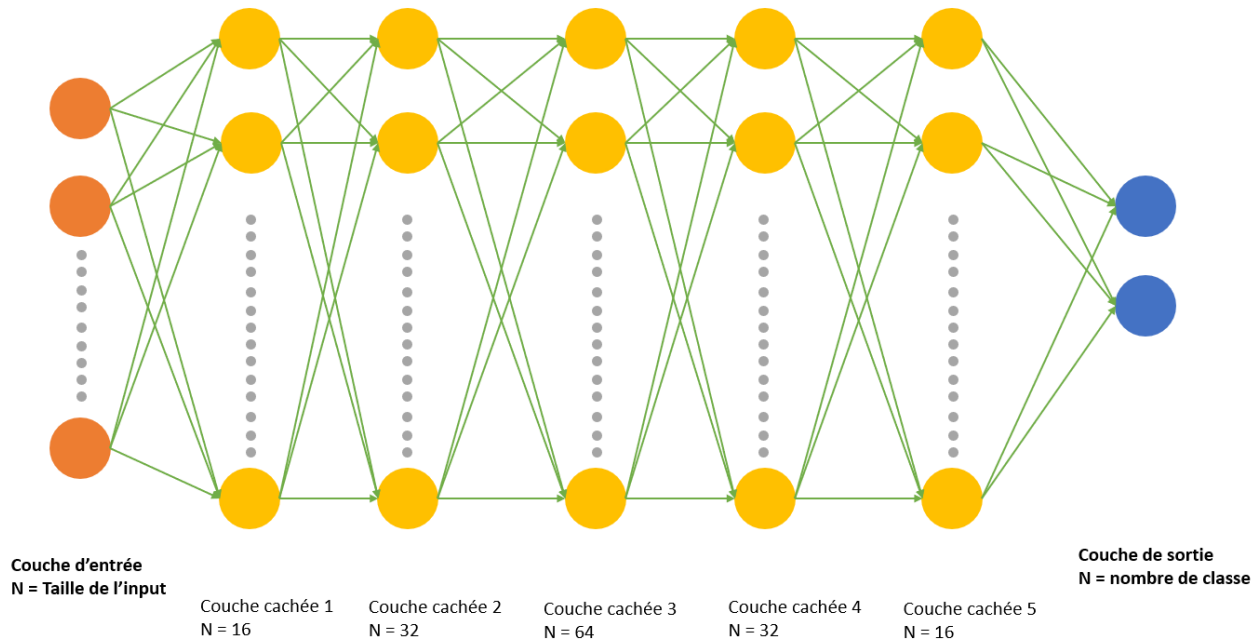 Couche d'entrée
N = Taille de l'input
Couche cachée 1
N = 16
Couche cachée 2
N = 32
Couche cachée 3
N = 64
Couche cachée 4
N = 32
Couche cachée 5
N = 16
Couche de sortie
N = nombre de classe